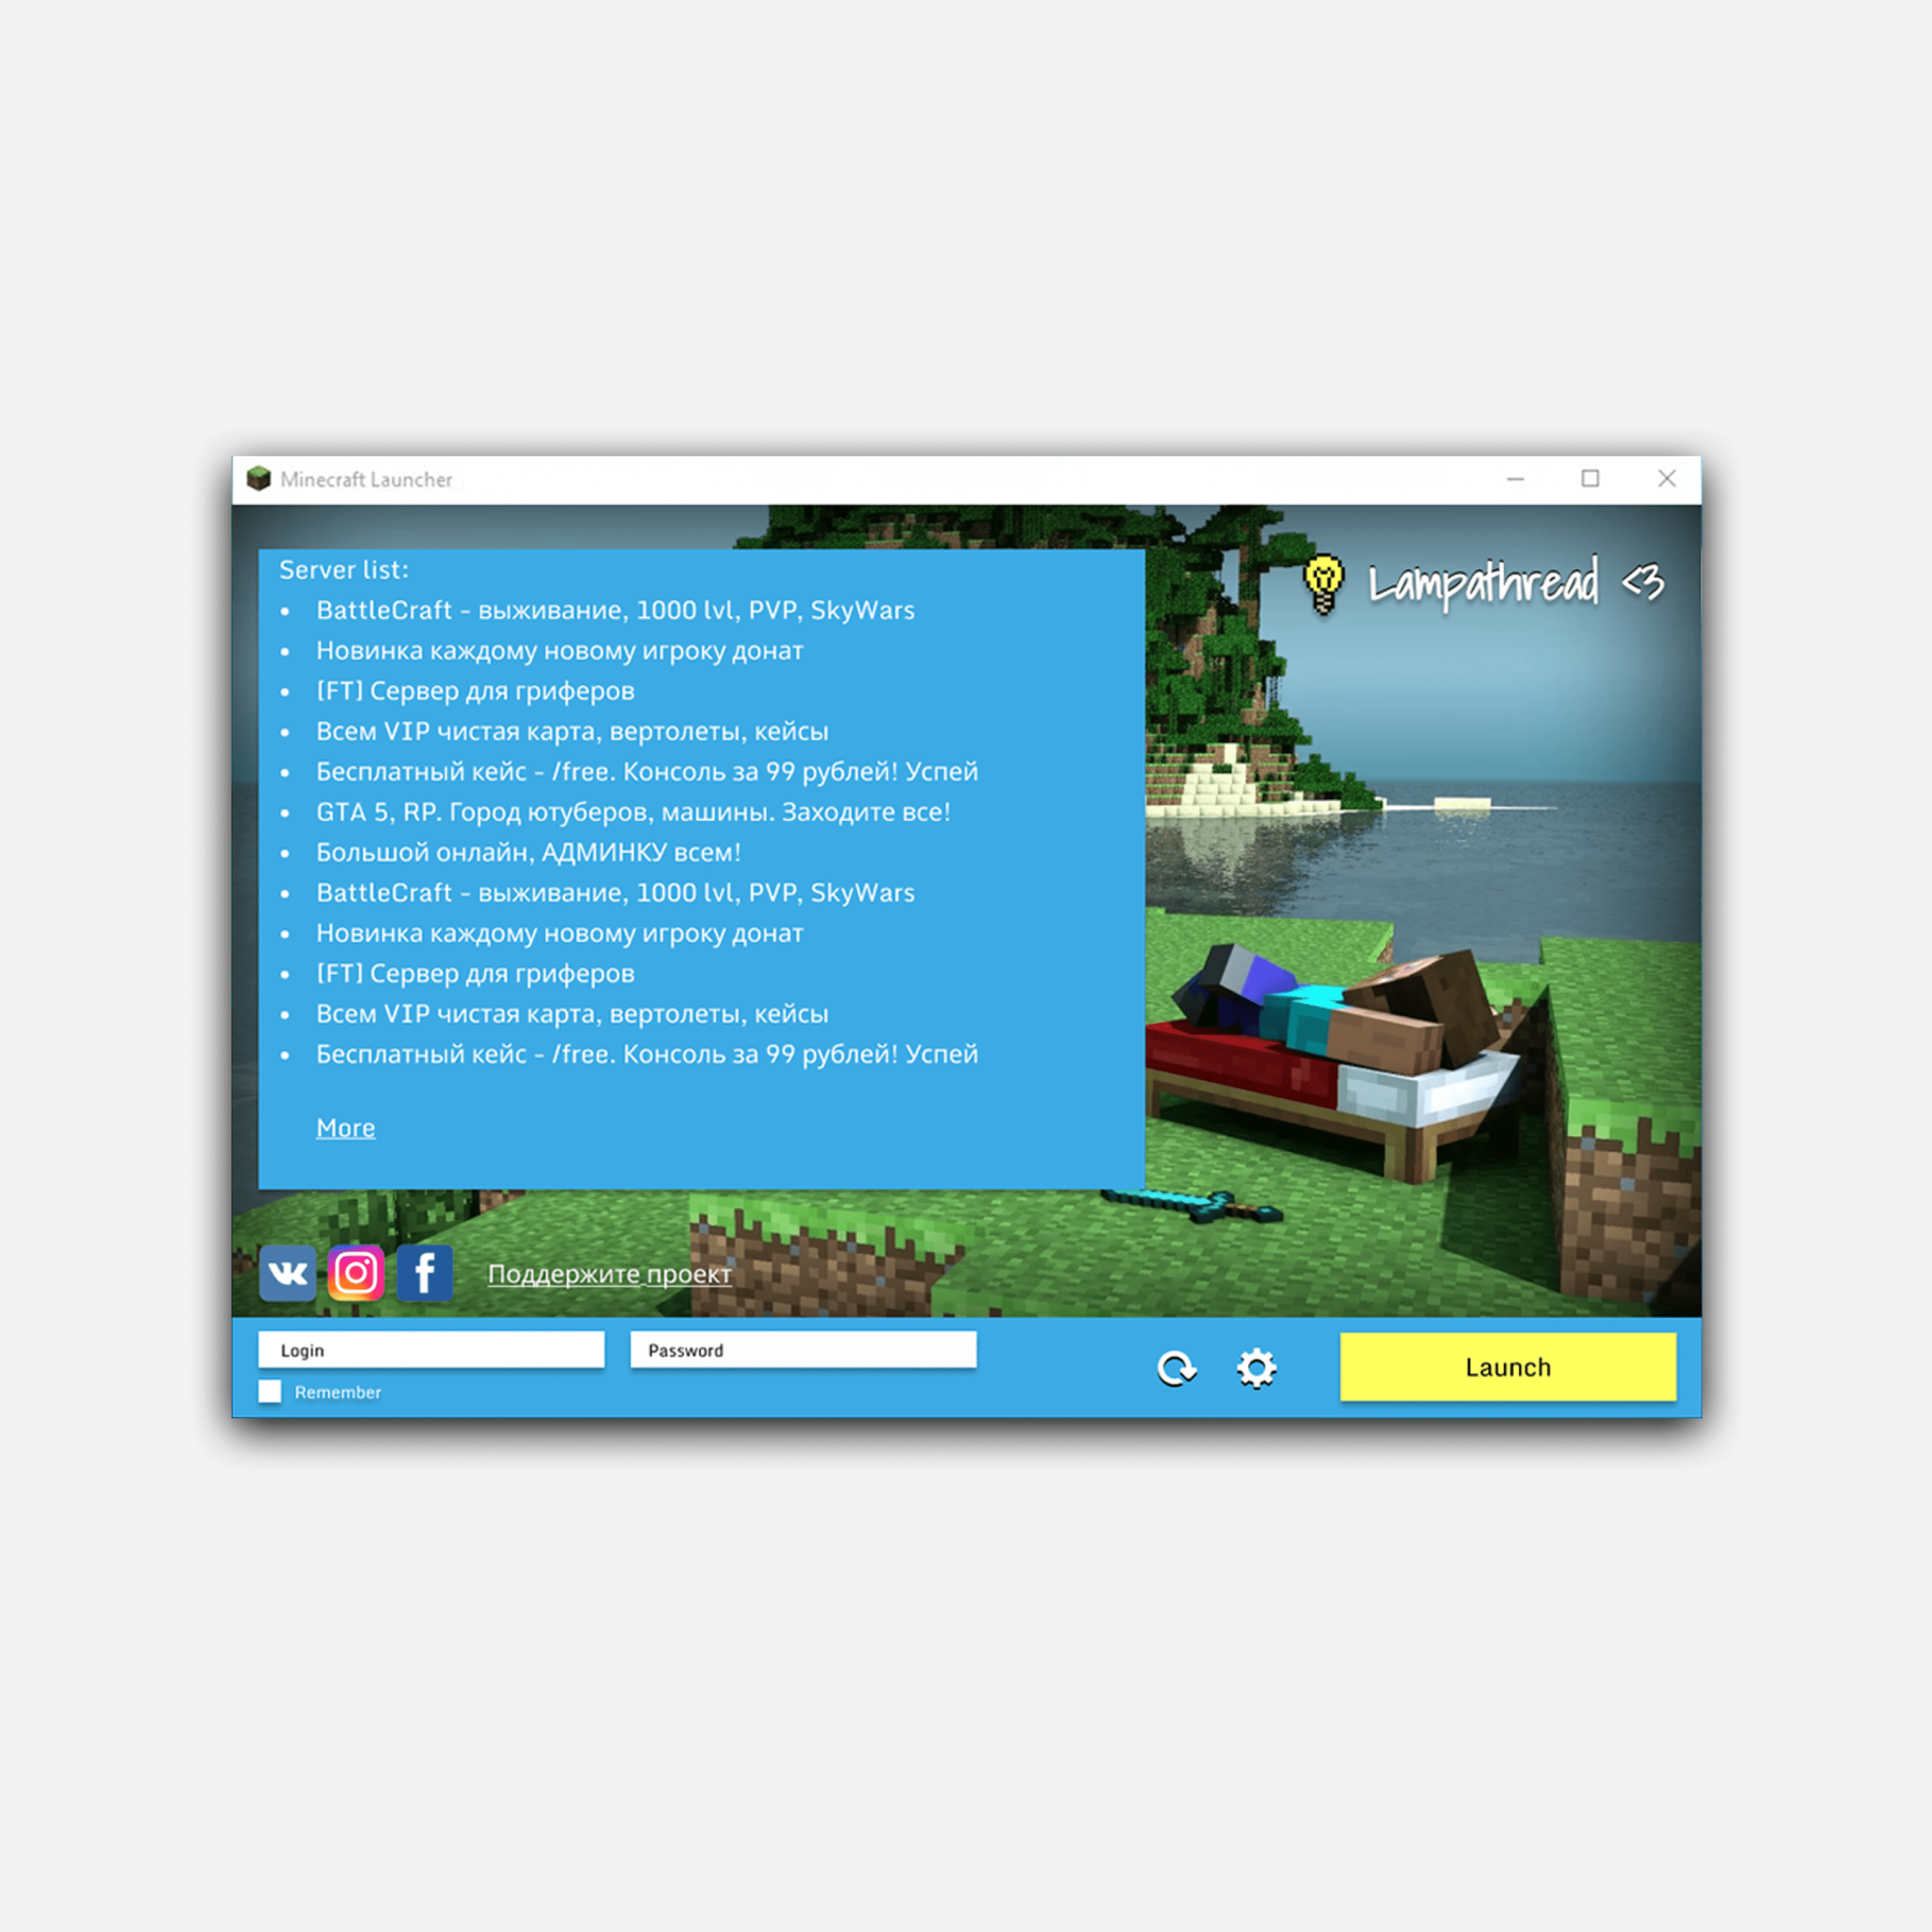 Minecraft Launcher
Lampathread <3
Server list:
• BattleCraft - выживание, 1000 lvl, PVP, SkyWars
• Новинка каждому новому игроку донат
• [FT] Сервер для гриферов
• Всем VIP чистая карта, вертолеты, кейсы
• Бесплатный кейс - /free. Консоль за 99 рублей! Успей
• GTA 5, RP. Город ютуберов, машины. Заходите все!
• Большой онлайн, АДМИНКУ всем!
• BattleCraft - выживание, 1000 lvl, PVP, SkyWars
• Новинка каждому новому игроку донат
• [FT] Сервер для гриферов
• Всем VIP чистая карта, вертолеты, кейсы
• Бесплатный кейс - /free. Консоль за 99 рублей! Успей
More
Поддержите проект
Login
Password
Remember
Launch